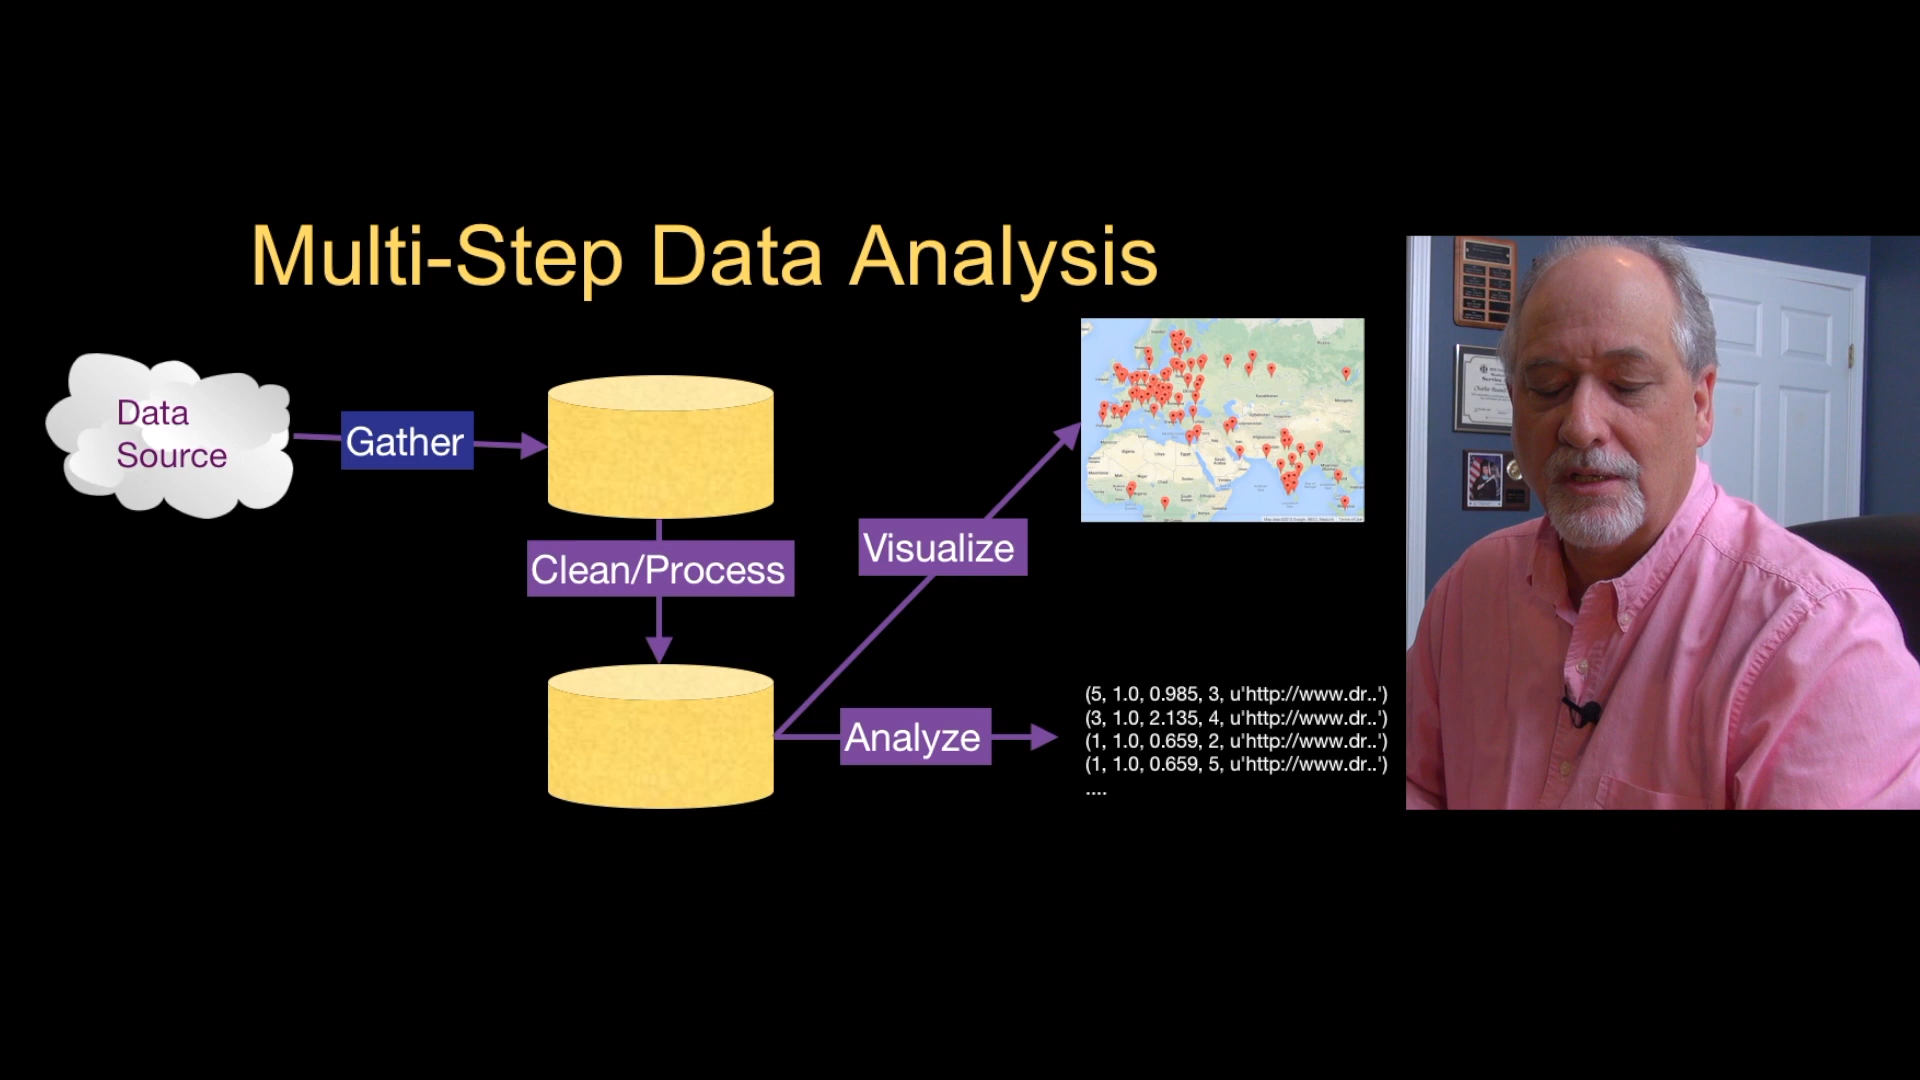 Multi-Step Data Analysis
Data
Source
Gather
Clean/Process
Visualize
Analyze
(5, 1.0, 0.985, 3, u'http://www.dr..')
(3, 1.0, 2.135, 4, u'http://www.dr..')
(1, 1.0, 0.659, 2, u'http://www.dr..')
(1, 1.0, 0.659, 5, u'http://www.dr..')
....